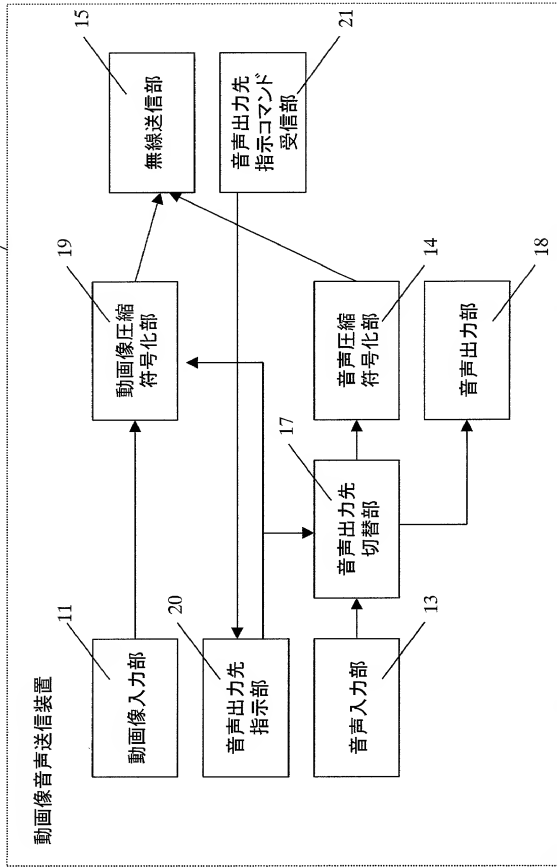 動画像音声送信装置
11
動画像入力部
19
動画像圧縮
符号化部
15
無線送信部
20
音声出力先
指示部
21
音声出力先
指示コマンド
受信部
13
音声入力部
17
音声出力先
切替部
14
音声圧縮
符号化部
18
音声出力部